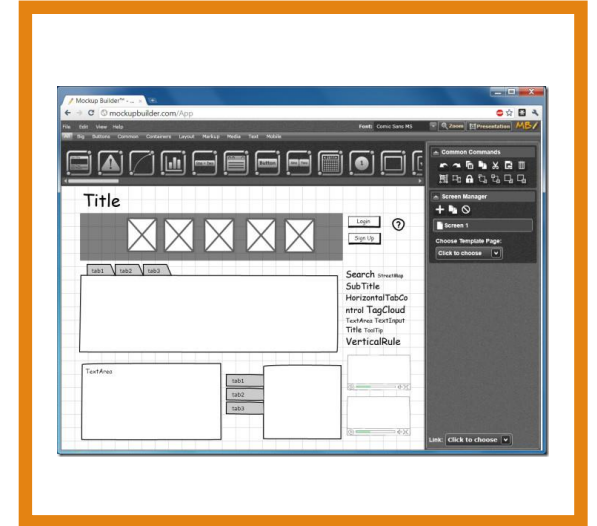 Mockup Builder™ - ...
mockupbuilder.com/App
File Edit View Help
Font: Comic Sans MS
Zoom
Presentation
MB
All Big Buttons Common Containers Layout Markup Media Text Mobile
Button
1
Common Commands
Screen Manager
Screen 1
Choose Template Page:
Click to choose
Title
Login
?
Sign Up
tab1 tab2 tab3
Search StreetMap
SubTitle
HorizontalTabCo
ntrol TagCloud
TextArea TextInput
Title ToolTip
VerticalRule
TextArea
tab1
tab2
tab3
Link: Click to choose